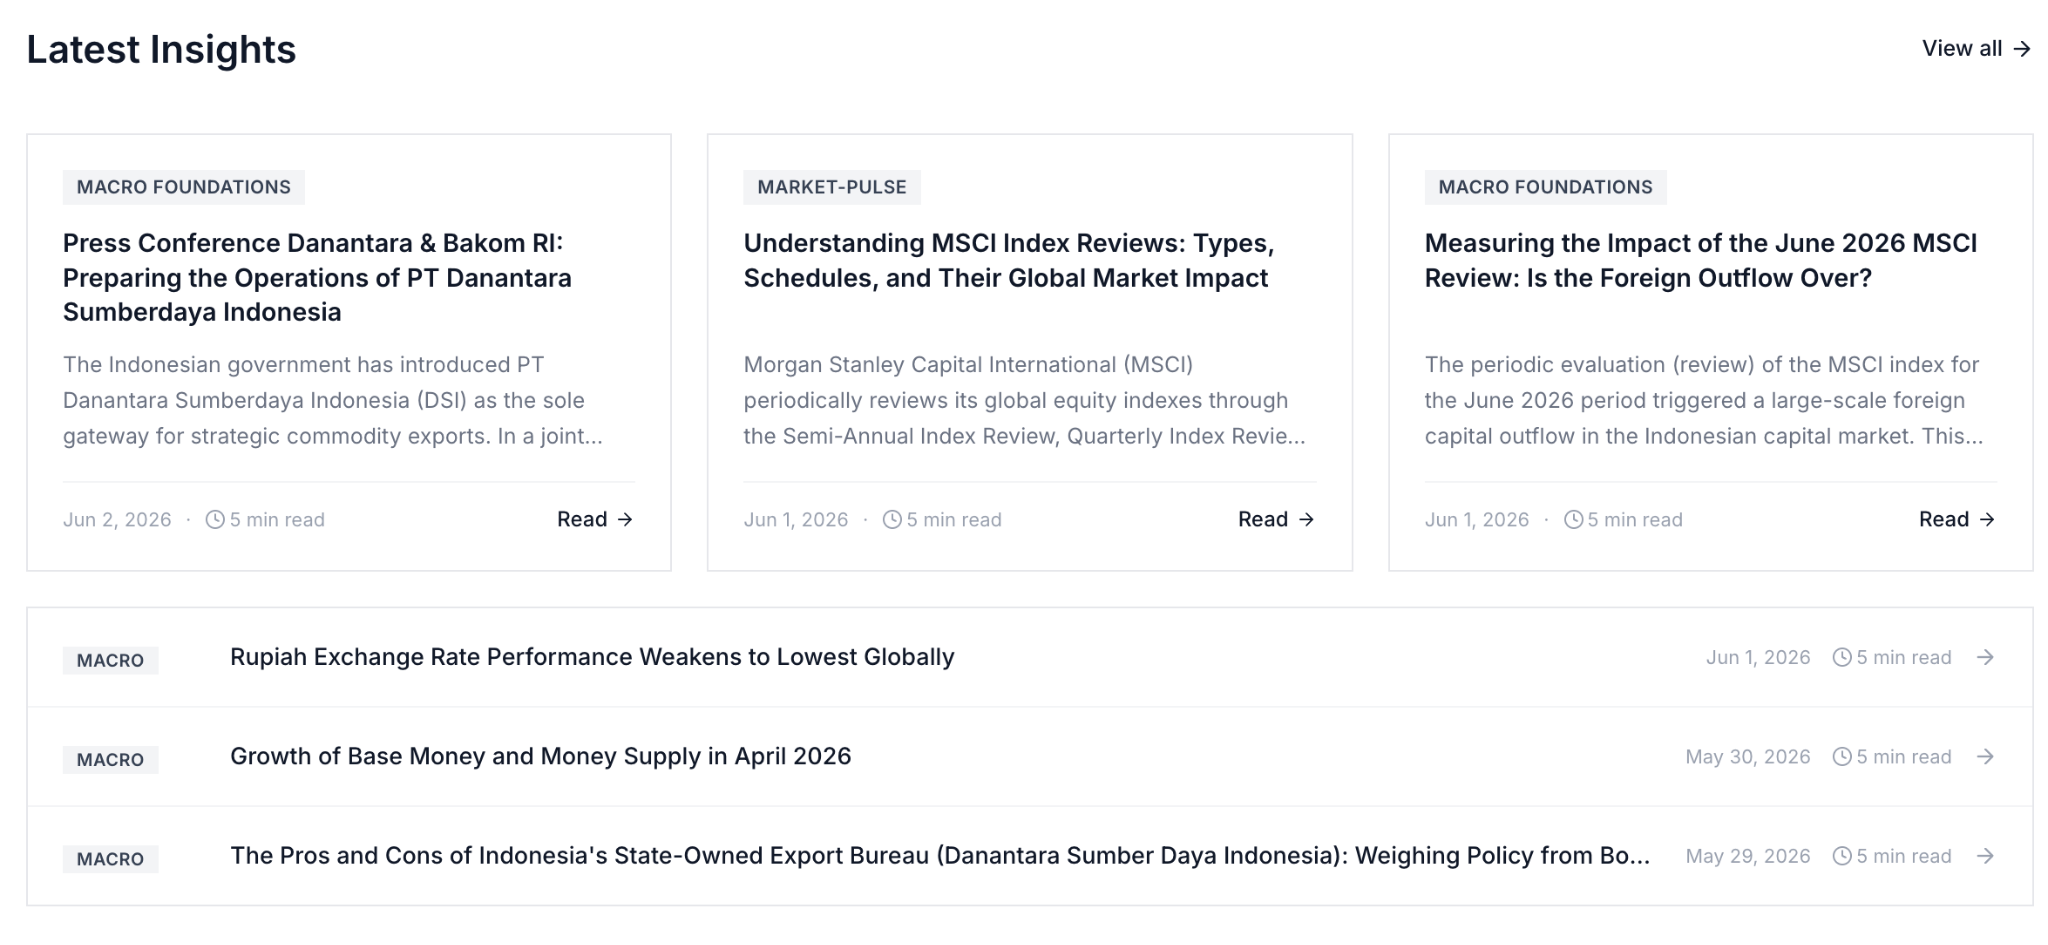 Latest Insights
View all →
MACRO FOUNDATIONS
Press Conference Danantara & Bakom RI:
Preparing the Operations of PT Danantara
Sumberdaya Indonesia
The Indonesian government has introduced PT
Danantara Sumberdaya Indonesia (DSI) as the sole
gateway for strategic commodity exports. In a joint...
Jun 2, 2026 · 5 min read
Read →
MARKET-PULSE
Understanding MSCI Index Reviews: Types,
Schedules, and Their Global Market Impact
Morgan Stanley Capital International (MSCI)
periodically reviews its global equity indexes through
the Semi-Annual Index Review, Quarterly Index Revie...
Jun 1, 2026 · 5 min read
Read →
MACRO FOUNDATIONS
Measuring the Impact of the June 2026 MSCI
Review: Is the Foreign Outflow Over?
The periodic evaluation (review) of the MSCI index for
the June 2026 period triggered a large-scale foreign
capital outflow in the Indonesian capital market. This...
Jun 1, 2026 · 5 min read
Read →
MACRO Rupiah Exchange Rate Performance Weakens to Lowest Globally Jun 1, 2026 5 min read →
MACRO Growth of Base Money and Money Supply in April 2026 May 30, 2026 5 min read →
MACRO The Pros and Cons of Indonesia's State-Owned Export Bureau (Danantara Sumber Daya Indonesia): Weighing Policy from Bo... May 29, 2026 5 min read →